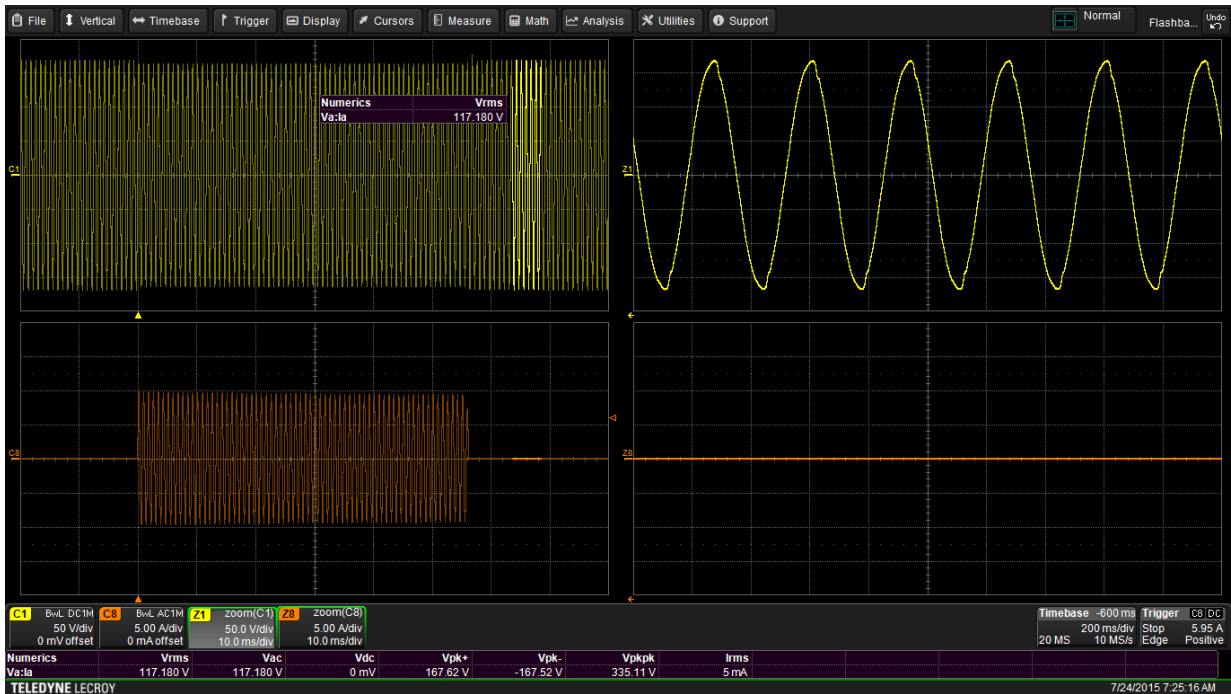 File Vertical Timebase Trigger Display Cursors Measure Math Analysis Utilities Support Normal Flashba... Undo
Numerics Vrms
Va:Ia 117.180 V
C1 Z1
C8 Z8
C1 BwL DC1M C8 BwL AC1M Z1 zoom(C1) Z8 zoom(C8) Timebase -600 ms Trigger C8 DC
50 V/div 5.00 A/div 50.0 V/div 5.00 A/div 200 ms/div Stop 5.95 A
0 mV offset 0 mA offset 10.0 ms/div 10.0 ms/div 20 MS 10 MS/s Edge Positive
Numerics Vrms Vac Vdc Vpk+ Vpk- Vpkpk Irms
Va:Ia 117.180 V 117.180 V 0 mV 167.62 V -167.52 V 335.11 V 5 mA
TELEDYNE LECROY 7/24/2015 7:25:16 AM